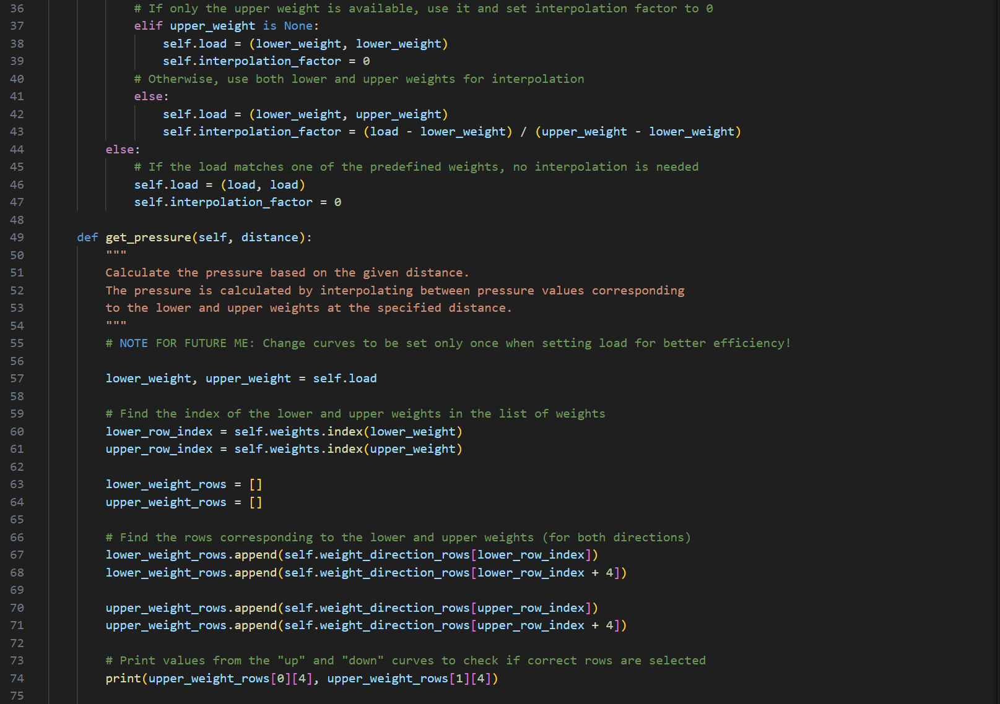 36 # If only the upper weight is available, use it and set interpolation factor to 0
37 elif upper_weight is None:
38 self.load = (lower_weight, lower_weight)
39 self.interpolation_factor = 0
40 # Otherwise, use both lower and upper weights for interpolation
41 else:
42 self.load = (lower_weight, upper_weight)
43 self.interpolation_factor = (load - lower_weight) / (upper_weight - lower_weight)
44 else:
45 # If the load matches one of the predefined weights, no interpolation is needed
46 self.load = (load, load)
47 self.interpolation_factor = 0
48
49 def get_pressure(self, distance):
50 """
51 Calculate the pressure based on the given distance.
52 The pressure is calculated by interpolating between pressure values corresponding
53 to the lower and upper weights at the specified distance.
54 """
55 # NOTE FOR FUTURE ME: Change curves to be set only once when setting load for better efficiency!
56
57 lower_weight, upper_weight = self.load
58
59 # Find the index of the lower and upper weights in the list of weights
60 lower_row_index = self.weights.index(lower_weight)
61 upper_row_index = self.weights.index(upper_weight)
62
63 lower_weight_rows = []
64 upper_weight_rows = []
65
66 # Find the rows corresponding to the lower and upper weights (for both directions)
67 lower_weight_rows.append(self.weight_direction_rows[lower_row_index])
68 lower_weight_rows.append(self.weight_direction_rows[lower_row_index + 4])
69
70 upper_weight_rows.append(self.weight_direction_rows[upper_row_index])
71 upper_weight_rows.append(self.weight_direction_rows[upper_row_index + 4])
72
73 # Print values from the "up" and "down" curves to check if correct rows are selected
74 print(upper_weight_rows[0][4], upper_weight_rows[1][4])
75